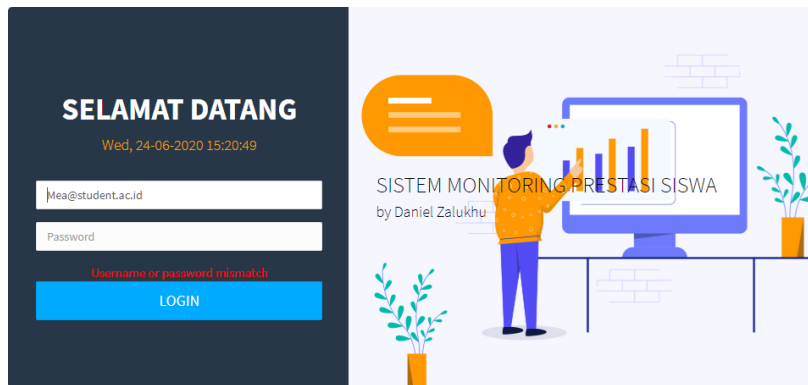 SELAMAT DATANG
Wed, 24-06-2020 15:20:49
Mea@student.ac.id
Password
Username or password mismatch
LOGIN
SISTEM MONITORING PRESTASI SISWA
by Daniel Zalukhu